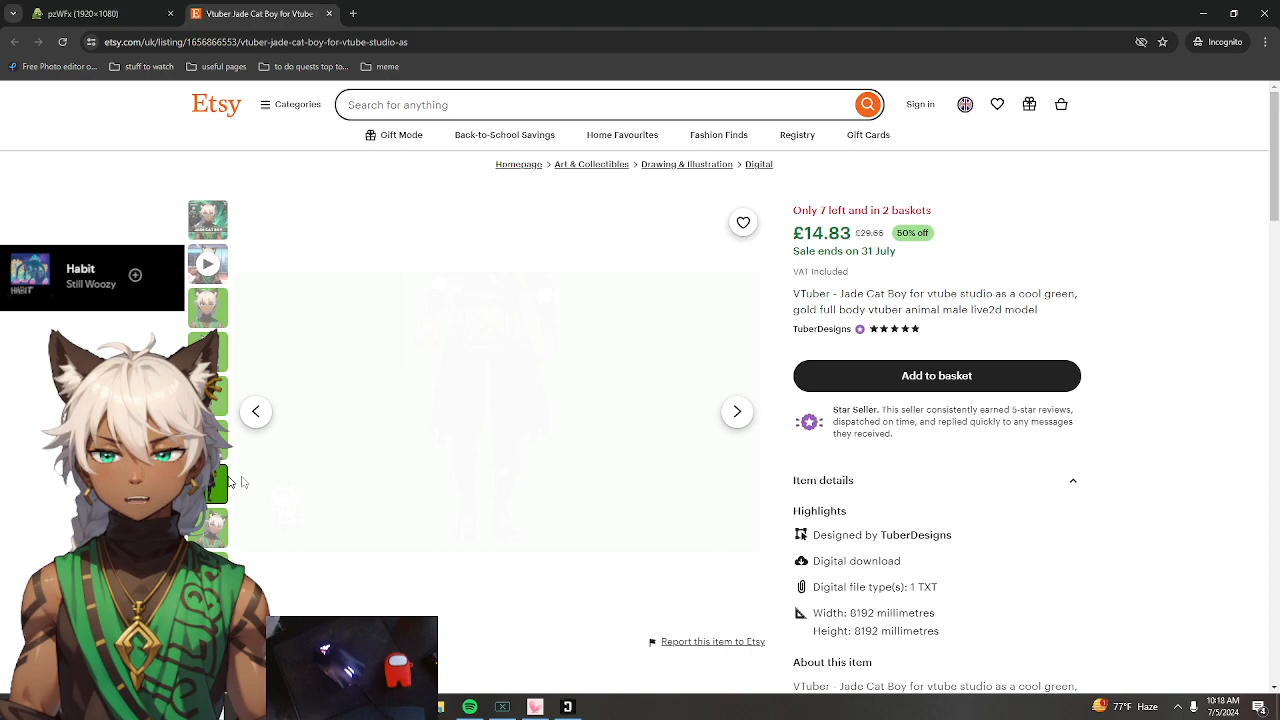 pzWFx (1920×1080)
Vtuber Jade Cat Boy for Vtube
etsy.com/uk/listing/1656866553/vtuber-jade-cat-boy-for-vtube-studio-as
Incognito
Free Photo editor o...
stuff to watch
useful pages
to do quests top to...
meme
Etsy
Categories
Search for anything
Sign in
Gift Mode
Back-to-School Savings
Home Favourites
Fashion Finds
Registry
Gift Cards
Homepage > Art & Collectibles > Drawing & Illustration > Digital
JADE CAT BOY
Habit
Still Woozy
HABIT
Only 7 left and in 2 baskets
£14.83 £29.66 50% off
Sale ends on 31 July
VAT Included
VTuber - Jade Cat Boy for vtube studio as a cool green,
gold full body vtuber animal male live2d model
TuberDesigns
Add to basket
Star Seller. This seller consistently earned 5-star reviews,
dispatched on time, and replied quickly to any messages
they received.
Item details
Highlights
Designed by TuberDesigns
Digital download
Digital file type(s): 1 TXT
Width: 8192 millimetres
Height: 8192 millimetres
About this item
VTuber - Jade Cat Boy for vtube studio as a cool green,
Report this item to Etsy
77°F Haze
10:18 AM
7/5/2024